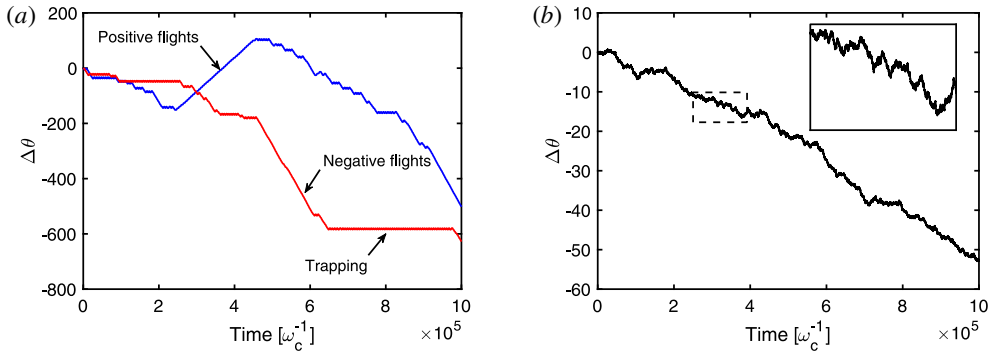 (a)
200
0
-200
-400
-600
-800
Δθ
Positive flights
Negative flights
Trapping
0 2 4 6 8 10
Time [ω_c^-1]
×10^5
(b)
10
0
-10
-20
-30
-40
-50
-60
Δθ
0 2 4 6 8 10
Time [ω_c^-1]
×10^5